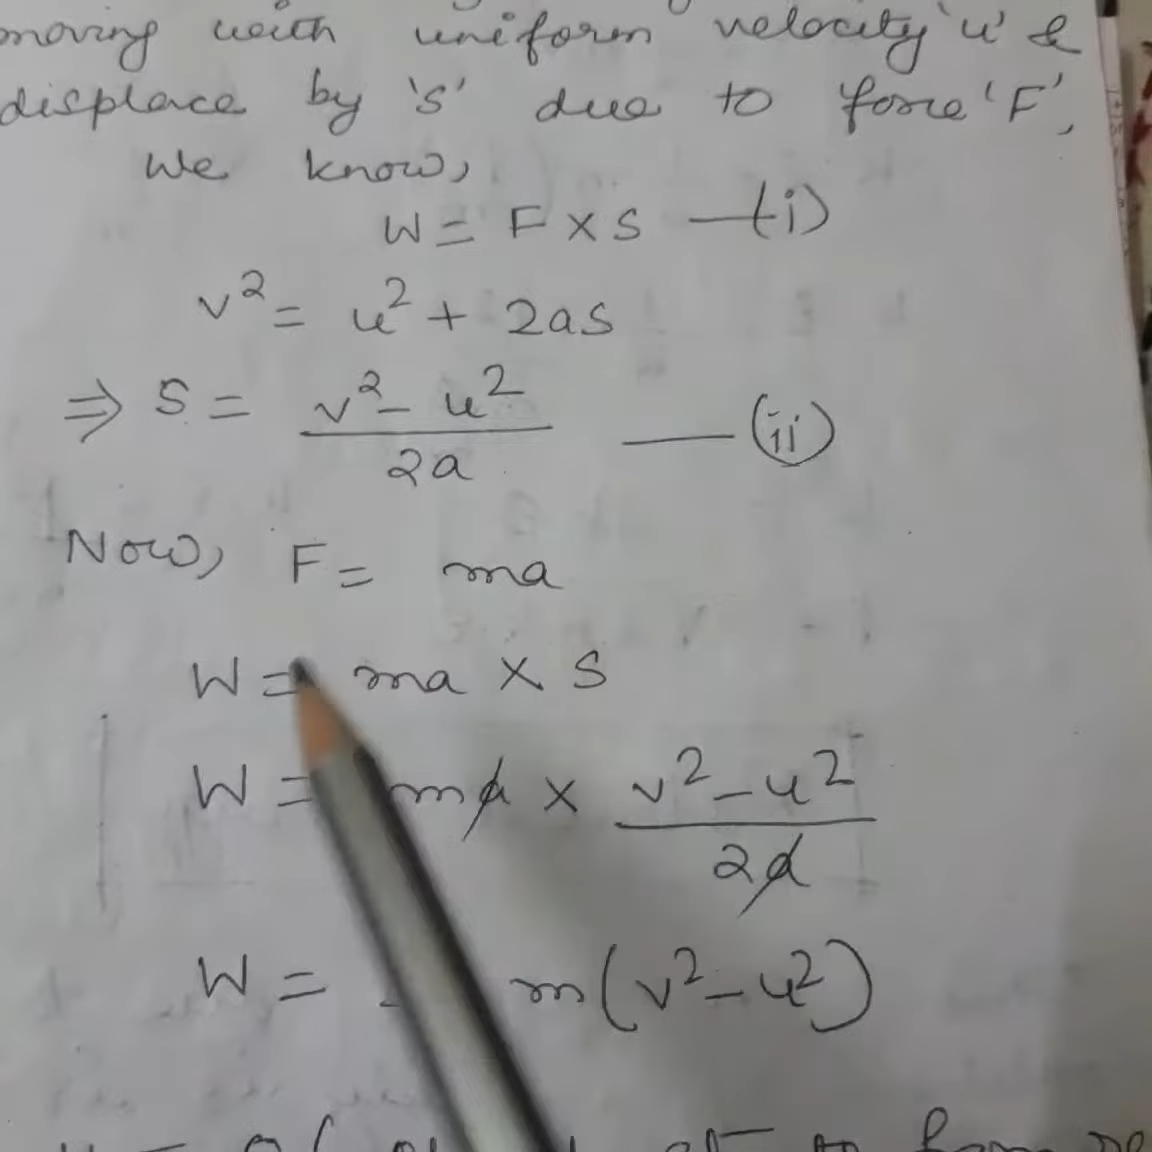 moving with uniform velocity 'u' &
displace by 's' due to force 'F',
We know,
W = F × S —(i)
v² = u² + 2as
⇒ S = v² - u² / 2a —(ii)
Now, F = ma
W = ma × S
W = ma × v² - u² / 2a
W = m(v² - u²)